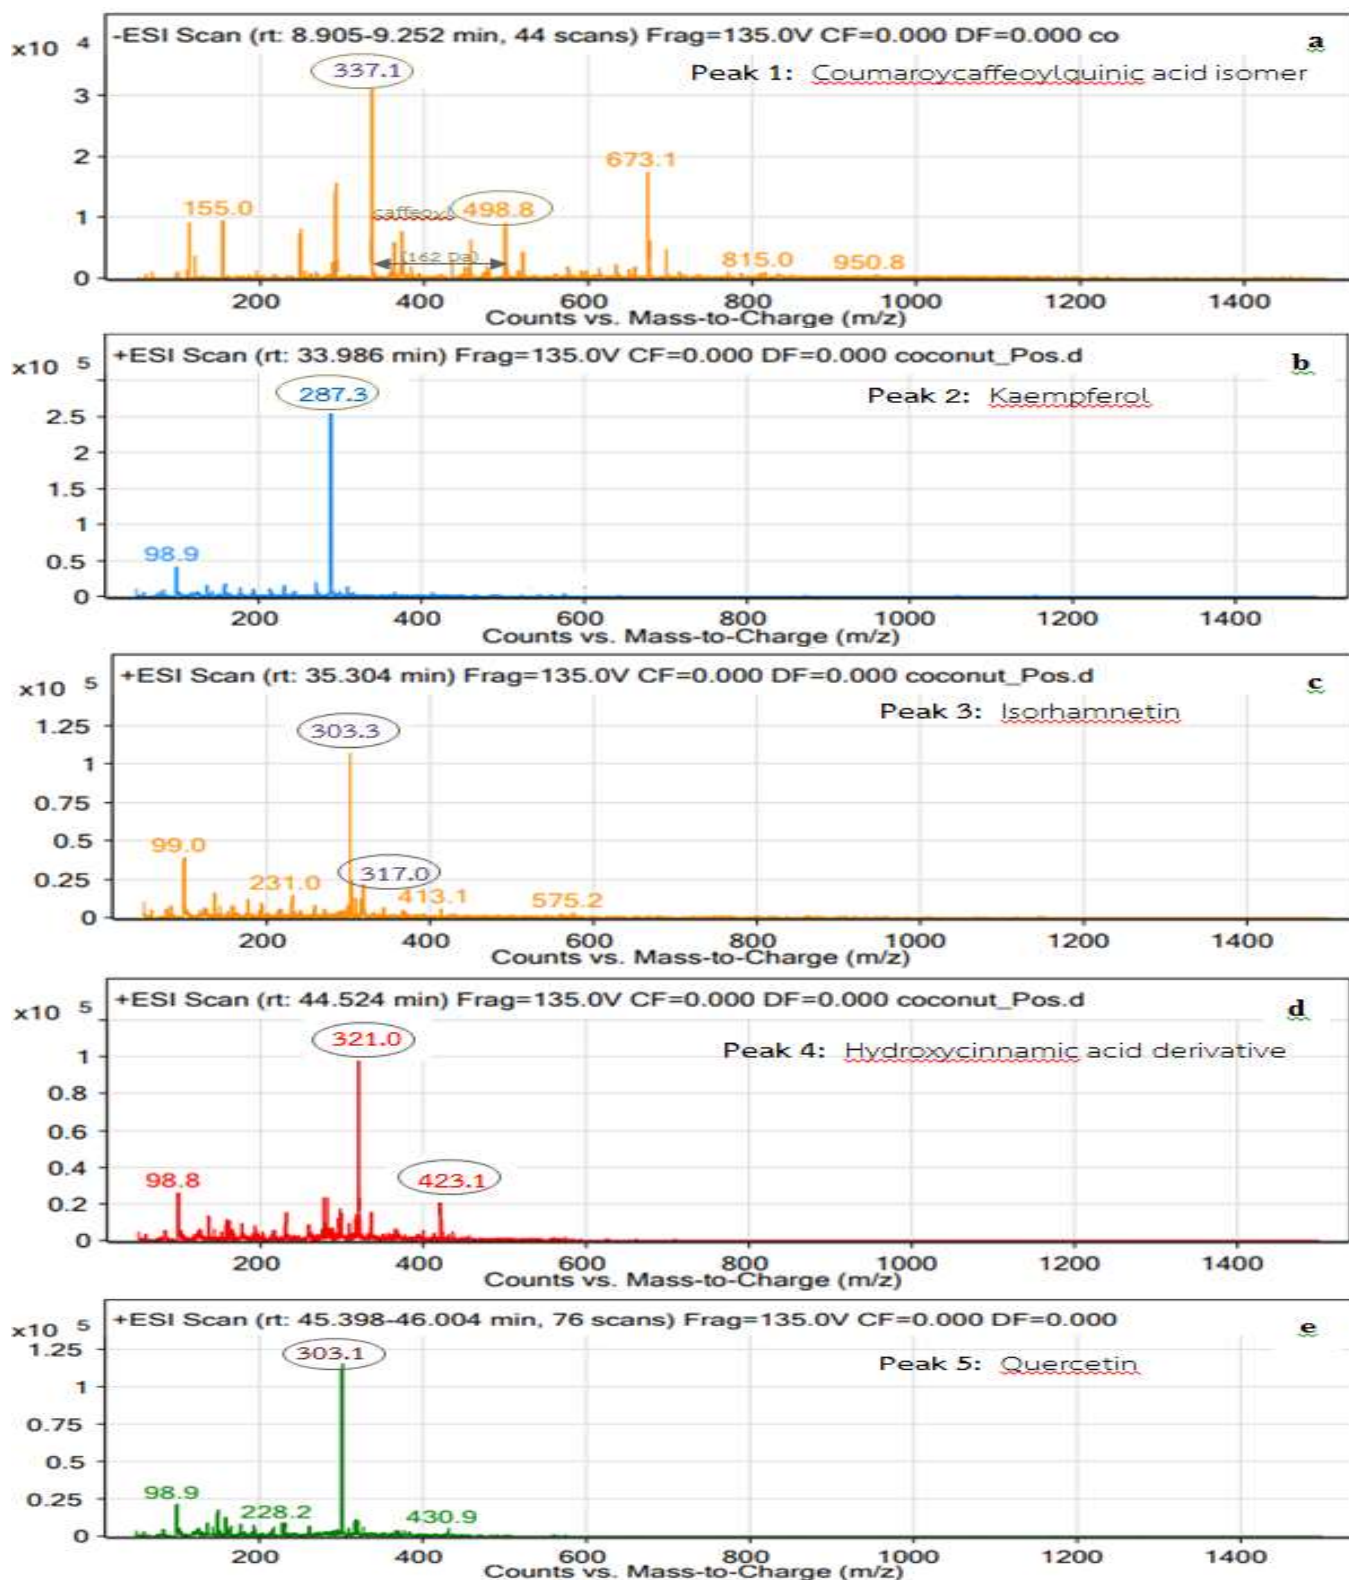 -ESI Scan (rt: 8.905-9.252 min, 44 scans) Frag=135.0V CF=0.000 DF=0.000 co
a
x10 4
337.1
Peak 1: Coumaroycaffeoylquinic acid isomer
3
2
673.1
155.0
caffeoyl
498.8
1
(162 Da)
815.0
950.8
0
200 400 600 800 1000 1200 1400
Counts vs. Mass-to-Charge (m/z)
+ESI Scan (rt: 33.986 min) Frag=135.0V CF=0.000 DF=0.000 coconut_Pos.d
b
x10 5
287.3
Peak 2: Kaempferol
2.5
2
1.5
1
98.9
0.5
0
200 400 600 800 1000 1200 1400
Counts vs. Mass-to-Charge (m/z)
+ESI Scan (rt: 35.304 min) Frag=135.0V CF=0.000 DF=0.000 coconut_Pos.d
c
x10 5
Peak 3: Isorhamnetin
1.25
303.3
1
0.75
0.5
99.0
317.0
0.25
231.0
413.1
575.2
0
200 400 600 800 1000 1200 1400
Counts vs. Mass-to-Charge (m/z)
+ESI Scan (rt: 44.524 min) Frag=135.0V CF=0.000 DF=0.000 coconut_Pos.d
d
x10 5
321.0
Peak 4: Hydroxycinnamic acid derivative
1
0.8
0.6
0.4
98.8
423.1
0.2
0
200 400 600 800 1000 1200 1400
Counts vs. Mass-to-Charge (m/z)
+ESI Scan (rt: 45.398-46.004 min, 76 scans) Frag=135.0V CF=0.000 DF=0.000
e
x10 5
1.25
303.1
Peak 5: Quercetin
1
0.75
0.5
98.9
0.25
228.2
430.9
0
200 400 600 800 1000 1200 1400
Counts vs. Mass-to-Charge (m/z)